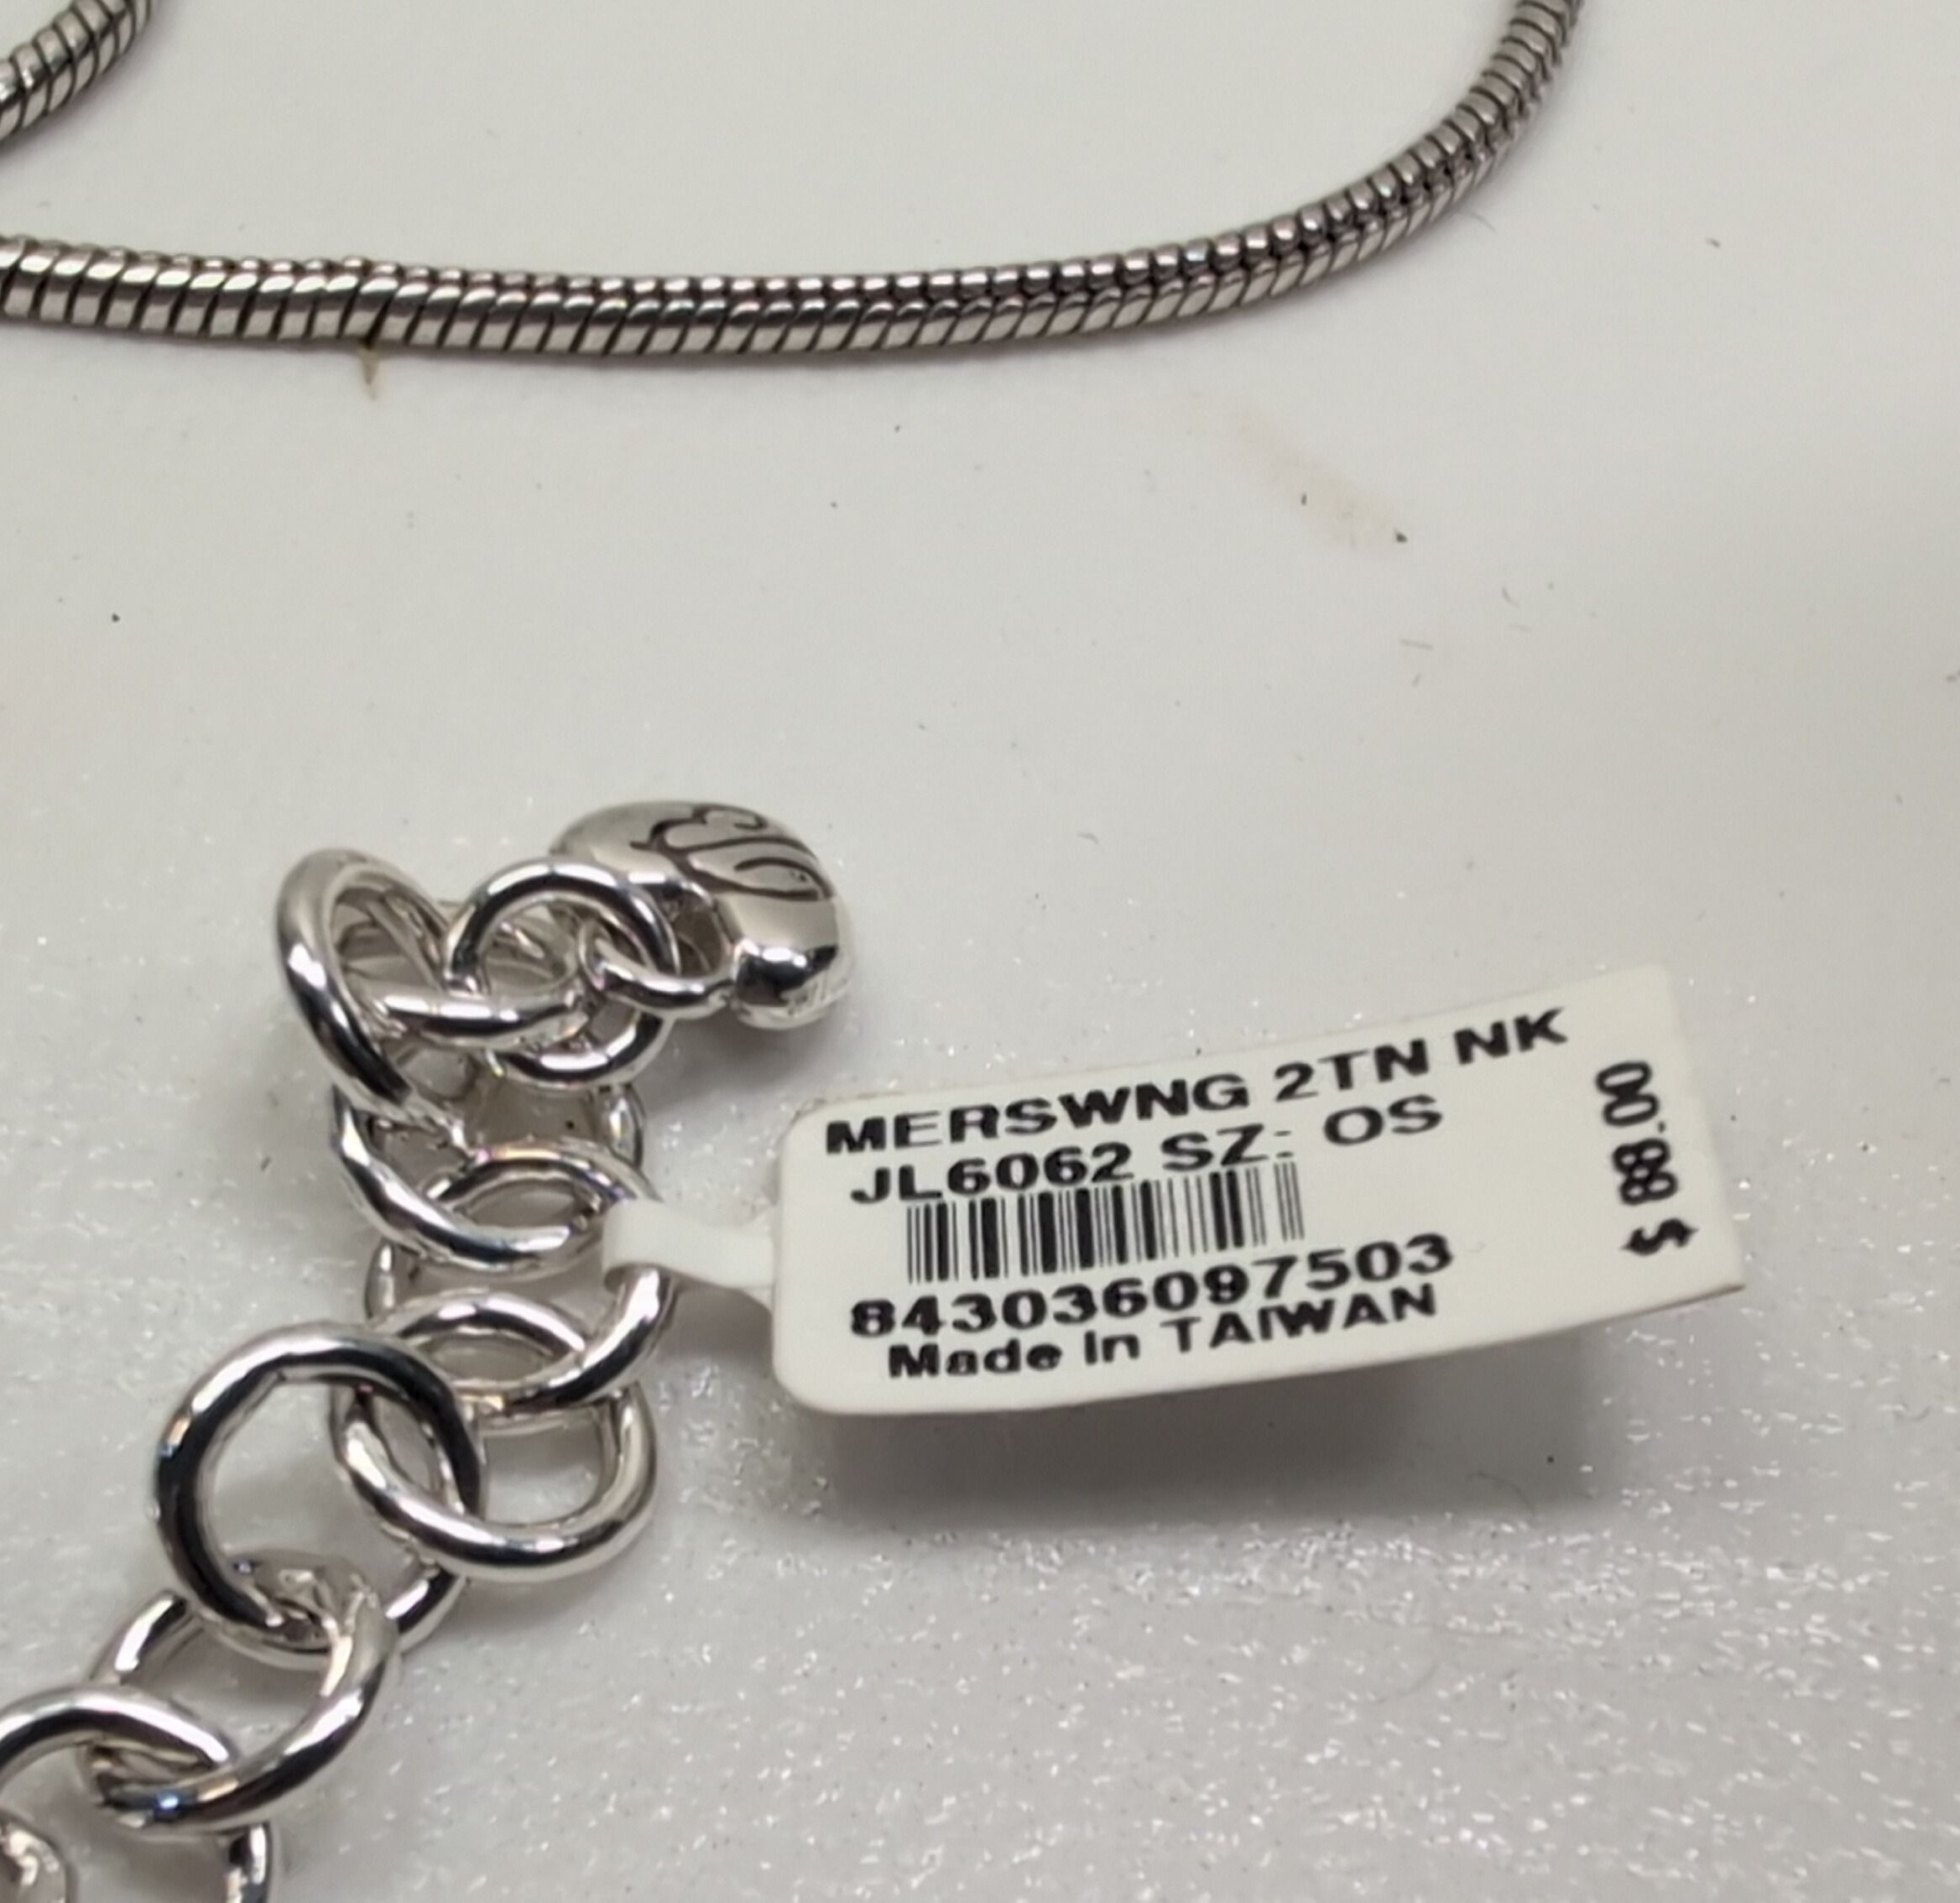 MERSWNG 2TN NK
JL6062 SZ: OS
843036097503
Made In TAIWAN
$ 88.00